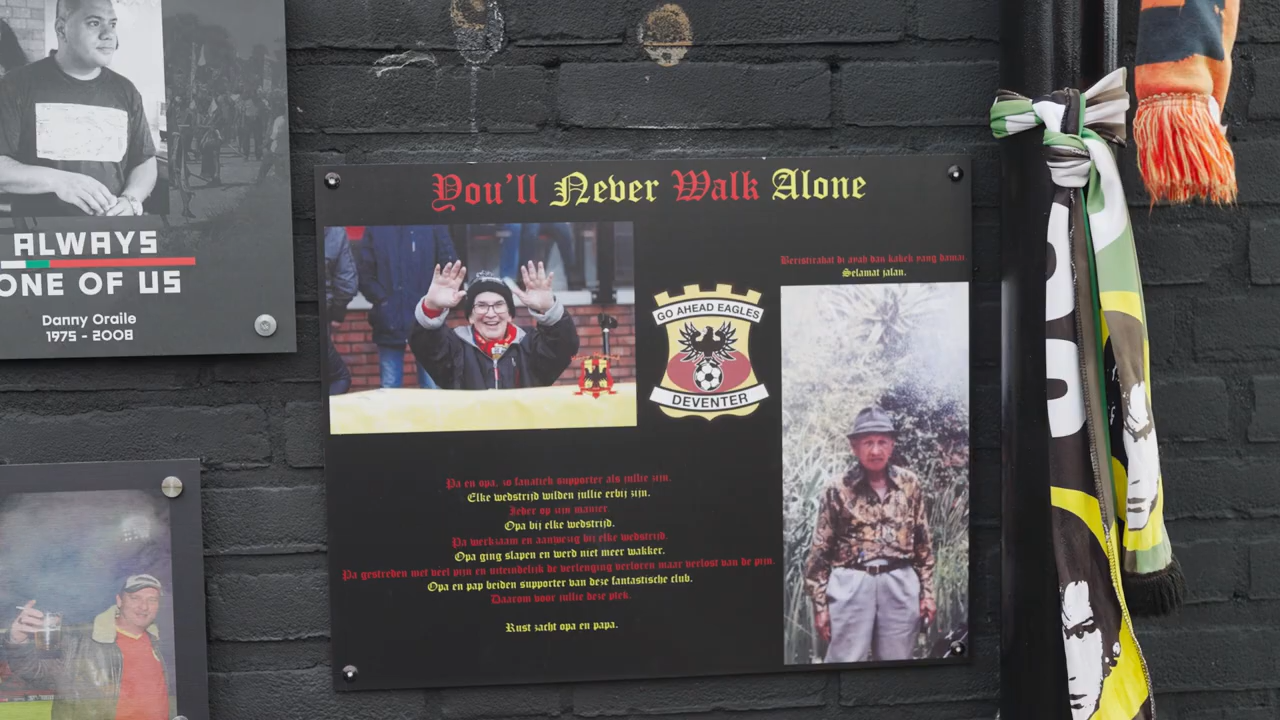 ALWAYS
ONE OF US
Danny Oraile
1975 - 2008
You'll Never Walk Alone
Beristirahat di ayah dan kakek yang damai
Selamat jalan.
GO AHEAD EAGLES
DEVENTER
Pa en opa, zo fanatiek supporter als jullie zijn.
Elke wedstrijd wilden jullie erbij zijn.
Ieder op zijn manier.
Opa bij elke wedstrijd.
Pa werkzaam en aanwezig bij elke wedstrijd.
Opa ging slapen en werd niet meer wakker.
Pa gestreden met veel pijn en uiteindelijk de verlenging verloren maar verlost van de pijn.
Opa en pap beiden supporter van deze fantastische club.
Daarom voor jullie deze plek.
Rust zacht opa en papa.